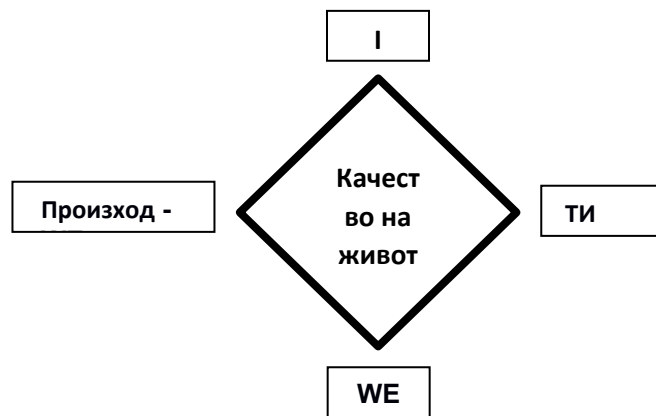 I
Качест
во на
живот
Произход -
ТИ
WE